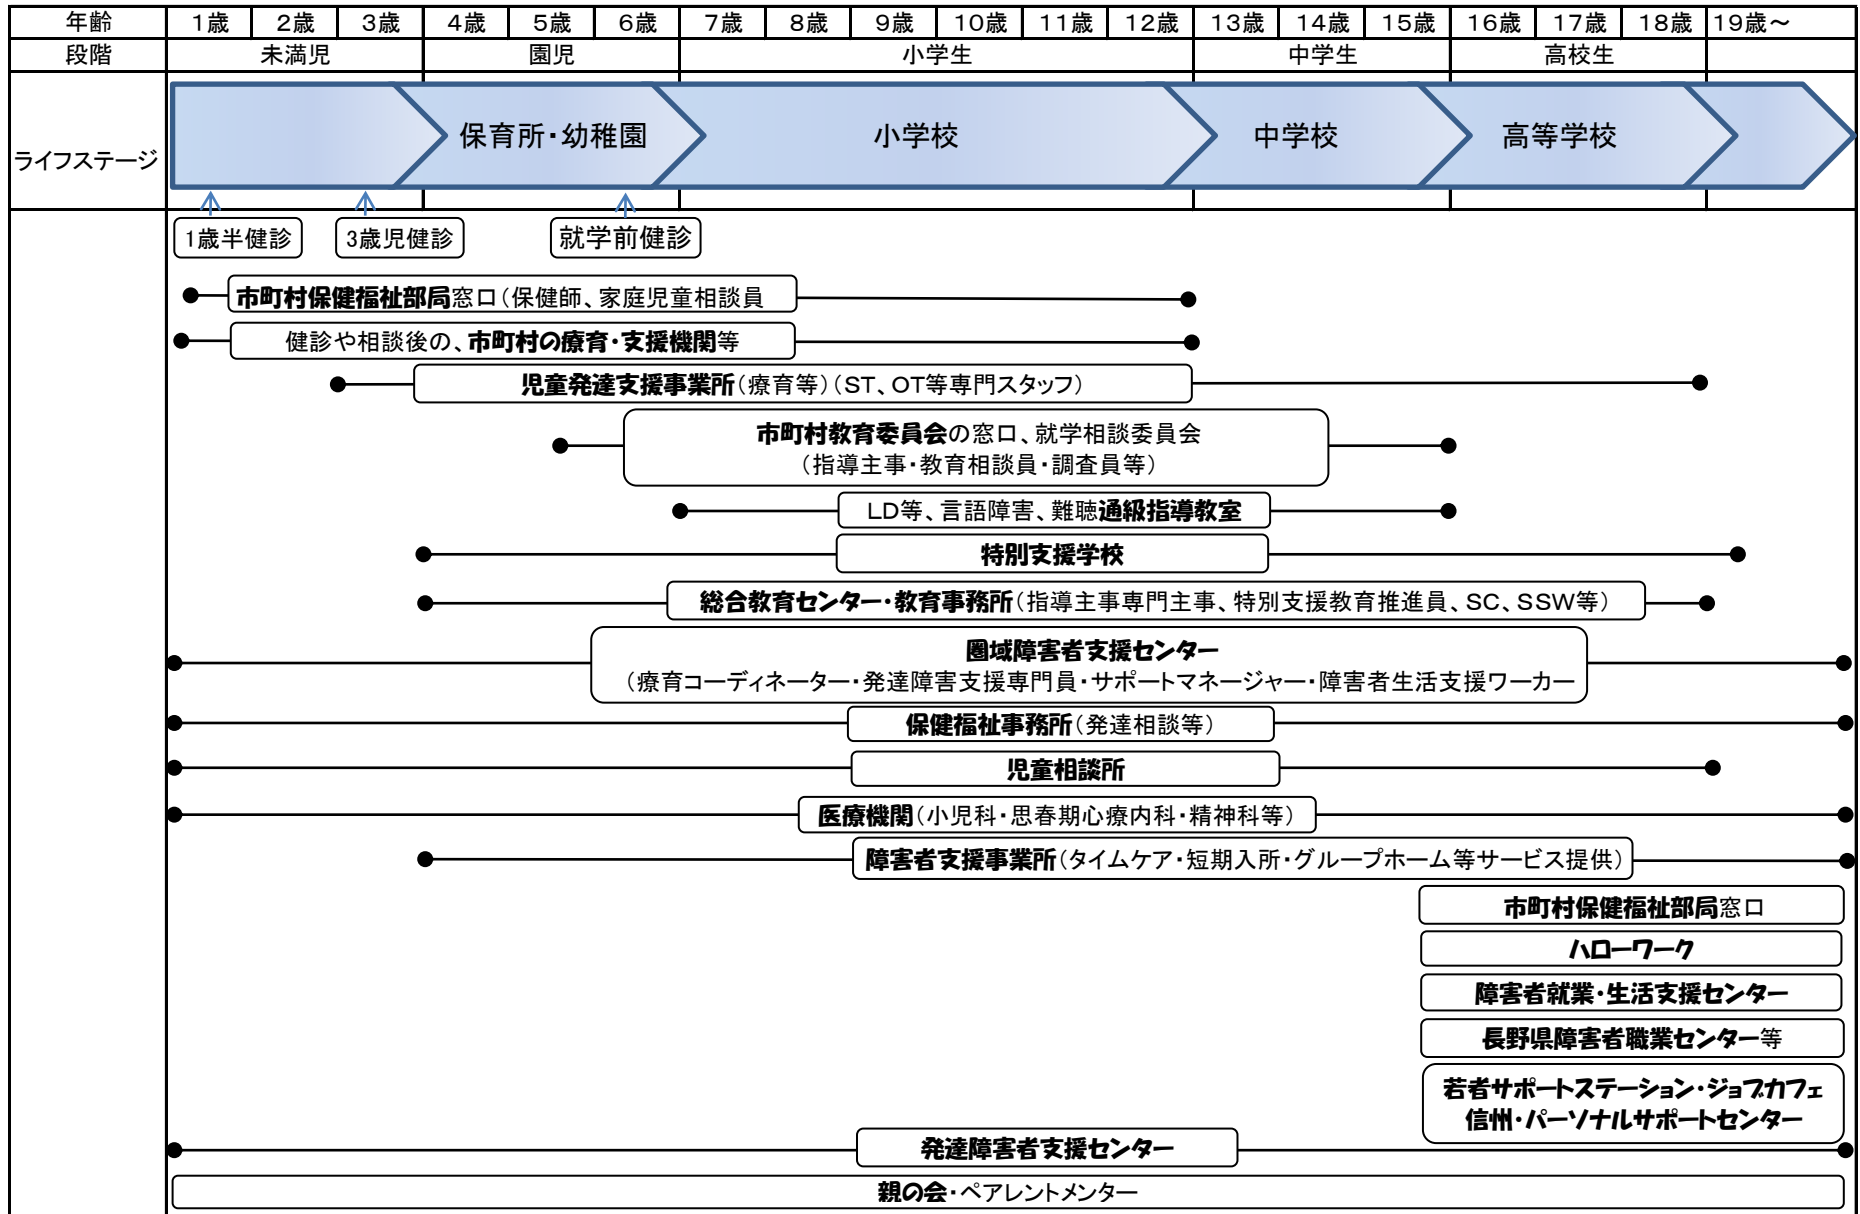 年齢 1歳 2歳 3歳 4歳 5歳 6歳 7歳 8歳 9歳 10歳 11歳 12歳 13歳 14歳 15歳 16歳 17歳 18歳 19歳～
段階 未満児 園児 小学生 中学生 高校生
ライフステージ
保育所・幼稚園 小学校 中学校 高等学校
1歳半健診 3歳児健診 就学前健診
市町村保健福祉部局窓口（保健師、家庭児童相談員
健診や相談後の、市町村の療育・支援機関等
児童発達支援事業所（療育等）（ST、OT等専門スタッフ）
市町村教育委員会の窓口、就学相談委員会
（指導主事・教育相談員・調査員等）
LD等、言語障害、難聴通級指導教室
特別支援学校
総合教育センター・教育事務所（指導主事専門主事、特別支援教育推進員、SC、SSW等）
圏域障害者支援センター
（療育コーディネーター・発達障害支援専門員・サポートマネージャー・障害者生活支援ワーカー
保健福祉事務所（発達相談等）
児童相談所
医療機関（小児科・思春期心療内科・精神科等）
障害者支援事業所（タイムケア・短期入所・グループホーム等サービス提供）
市町村保健福祉部局窓口
ハローワーク
障害者就業・生活支援センター
長野県障害者職業センター等
若者サポートステーション・ジョブカフェ
信州・パーソナルサポートセンター
発達障害者支援センター
親の会・ペアレントメンター